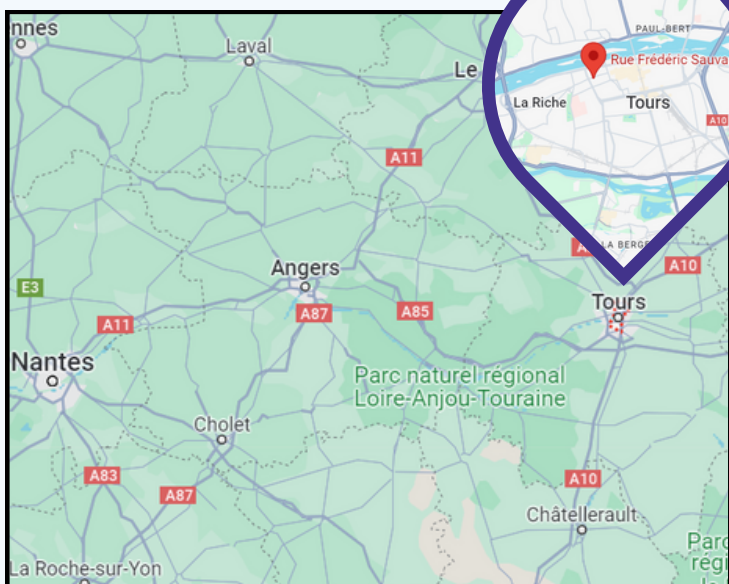 nnes
Laval
Le
PAUL-BERT
Rue Frédéric Sauva
La Riche
Tours
A10
A11
LA BERGE
A10
Angers
E3
A87
A85
Tours
A11
Nantes
Parc naturel régional
Loire-Anjou-Touraine
Cholet
A83
A87
A10
Châtellerault
Parc
régi
La Roche-sur-Yon